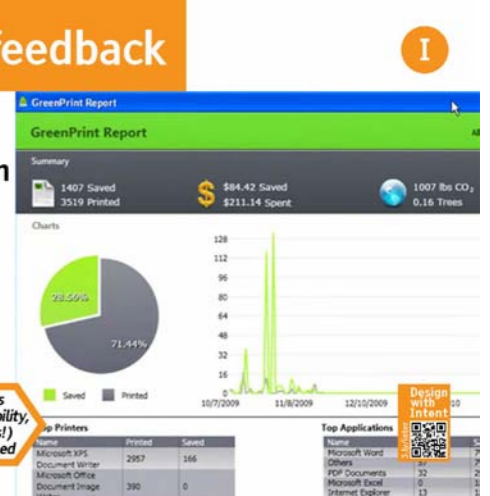 feedback
I
GreenPrint Report
GreenPrint Report
Summary
1407 Saved
3519 Printed
$84.42 Saved
$211.14 Spent
1007 lbs CO2
0.16 Trees
Charts
28.56%
71.44%
Saved
Printed
128
112
96
80
64
48
32
16
0
10/7/2009
11/8/2009
12/10/2009
Design
with
Intent
Top Applications
Name
Printed
Saved
Name
Microsoft XPS
Document Writer
2957
166
Microsoft Office
Document Image
390
0
Microsoft Word
Others
37
PDF Documents
32
Microsoft Excel
0
Internet Explorer
13